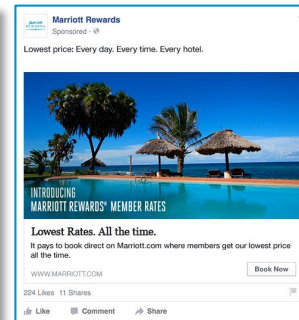 Marriott Rewards
Sponsored ·
Lowest price: Every day. Every time. Every hotel.
INTRODUCING
MARRIOTT REWARDS® MEMBER RATES
Lowest Rates. All the time.
It pays to book direct on Marriott.com where members get our lowest price
all the time.
WWW.MARRIOTT.COM
Book Now
224 Likes 11 Shares
Like Comment Share